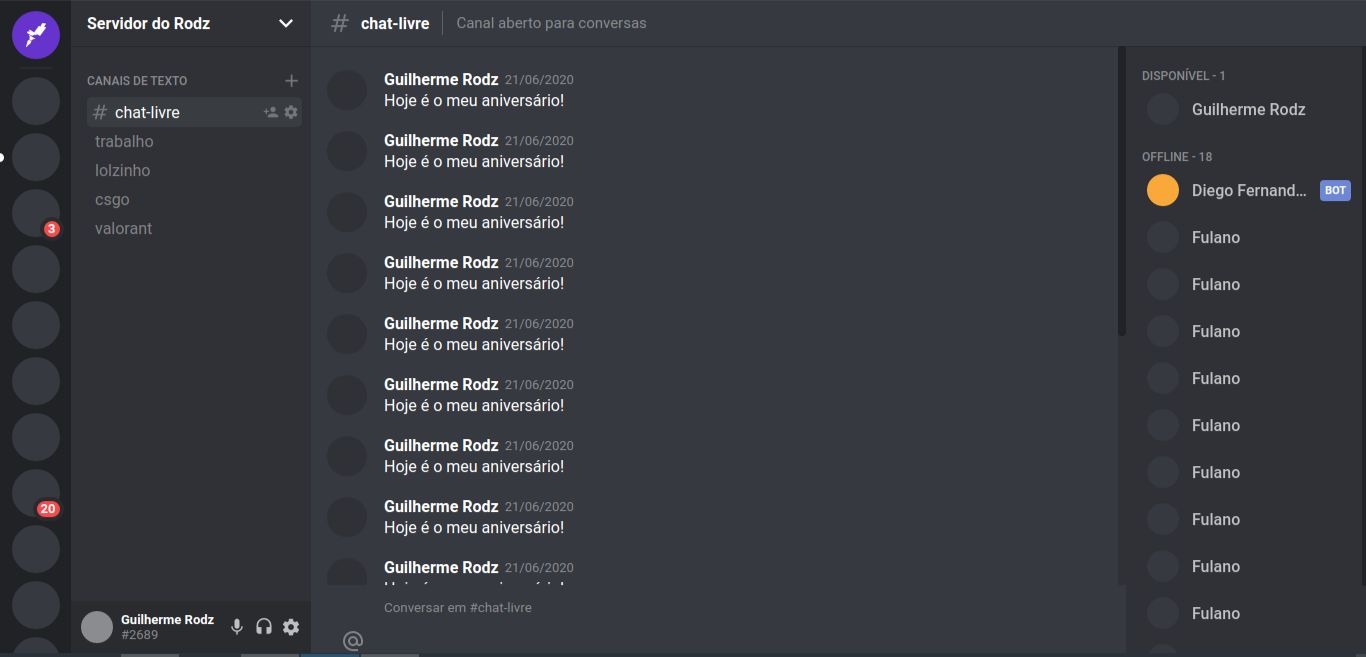 Servidor do Rodz
CANAIS DE TEXTO
# chat-livre
trabalho
lolzinho
csgo
valorant
3
20
Guilherme Rodz
#2689
# chat-livre Canal aberto para conversas
Guilherme Rodz 21/06/2020
Hoje é o meu aniversário!
Guilherme Rodz 21/06/2020
Hoje é o meu aniversário!
Guilherme Rodz 21/06/2020
Hoje é o meu aniversário!
Guilherme Rodz 21/06/2020
Hoje é o meu aniversário!
Guilherme Rodz 21/06/2020
Hoje é o meu aniversário!
Guilherme Rodz 21/06/2020
Hoje é o meu aniversário!
Guilherme Rodz 21/06/2020
Hoje é o meu aniversário!
Guilherme Rodz 21/06/2020
Hoje é o meu aniversário!
Guilherme Rodz 21/06/2020
Conversar em #chat-livre
@
DISPONÍVEL - 1
Guilherme Rodz
OFFLINE - 18
Diego Fernand... BOT
Fulano
Fulano
Fulano
Fulano
Fulano
Fulano
Fulano
Fulano
Fulano